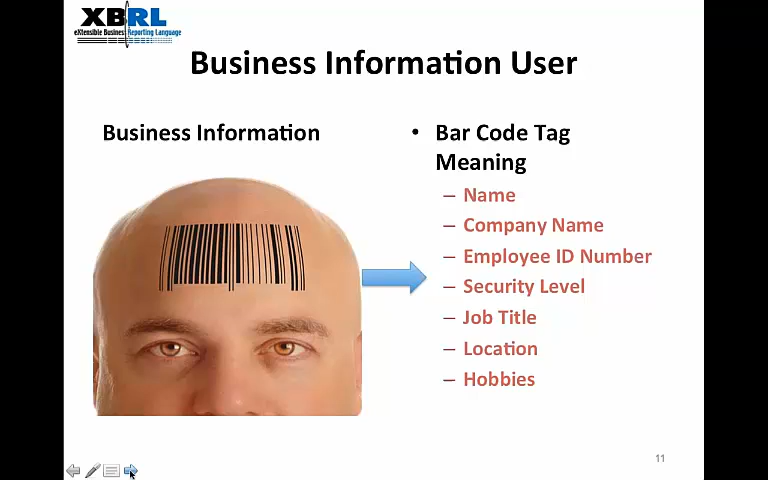 XBRL
eXtensible Business Reporting Language
Business Information User
Business Information
• Bar Code Tag
Meaning
– Name
– Company Name
– Employee ID Number
– Security Level
– Job Title
– Location
– Hobbies
11